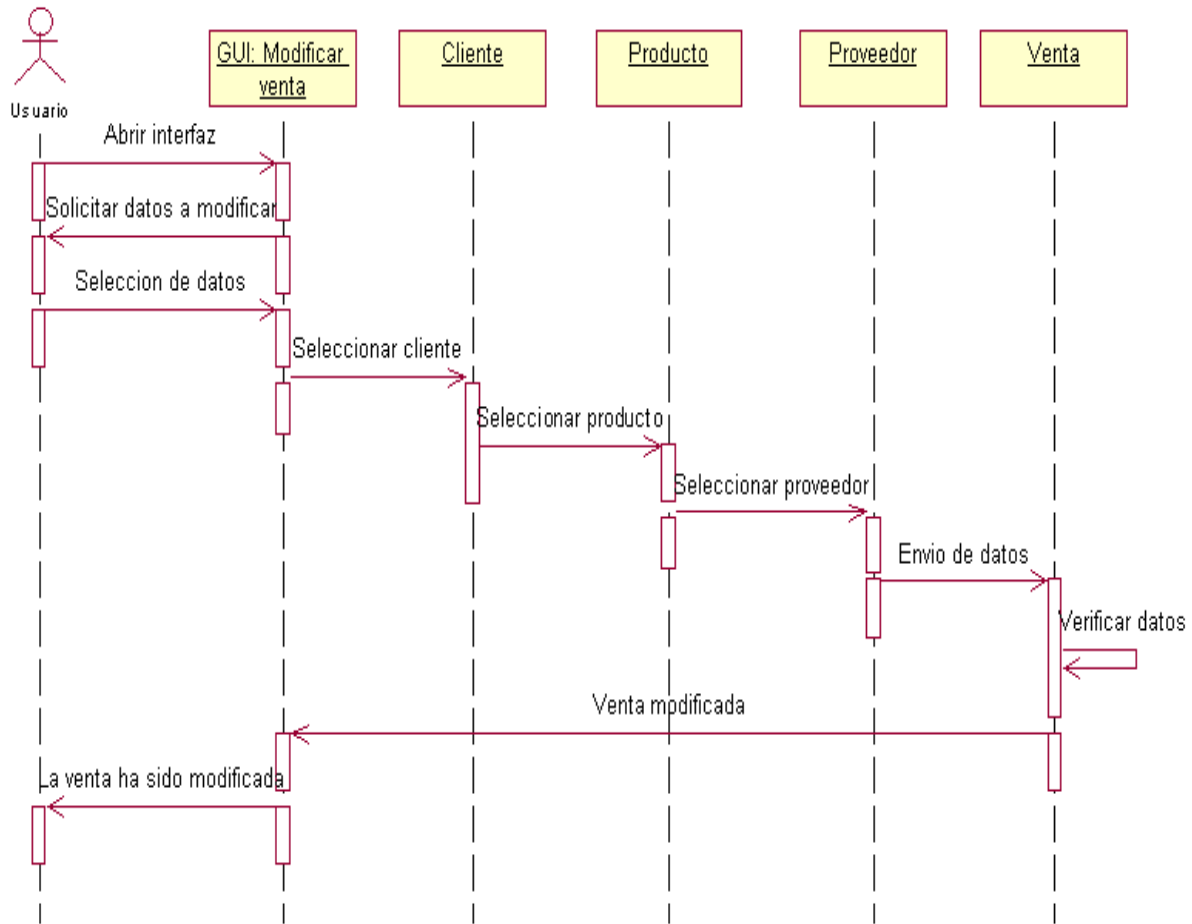 GUI: Modificar
venta
Cliente
Producto
Proveedor
Venta
Usuario
Abrir interfaz
Solicitar datos a modificar
Seleccion de datos
Seleccionar cliente
Seleccionar producto
Seleccionar proveedor
Envio de datos
Verificar datos
Venta modificada
La venta ha sido modificada